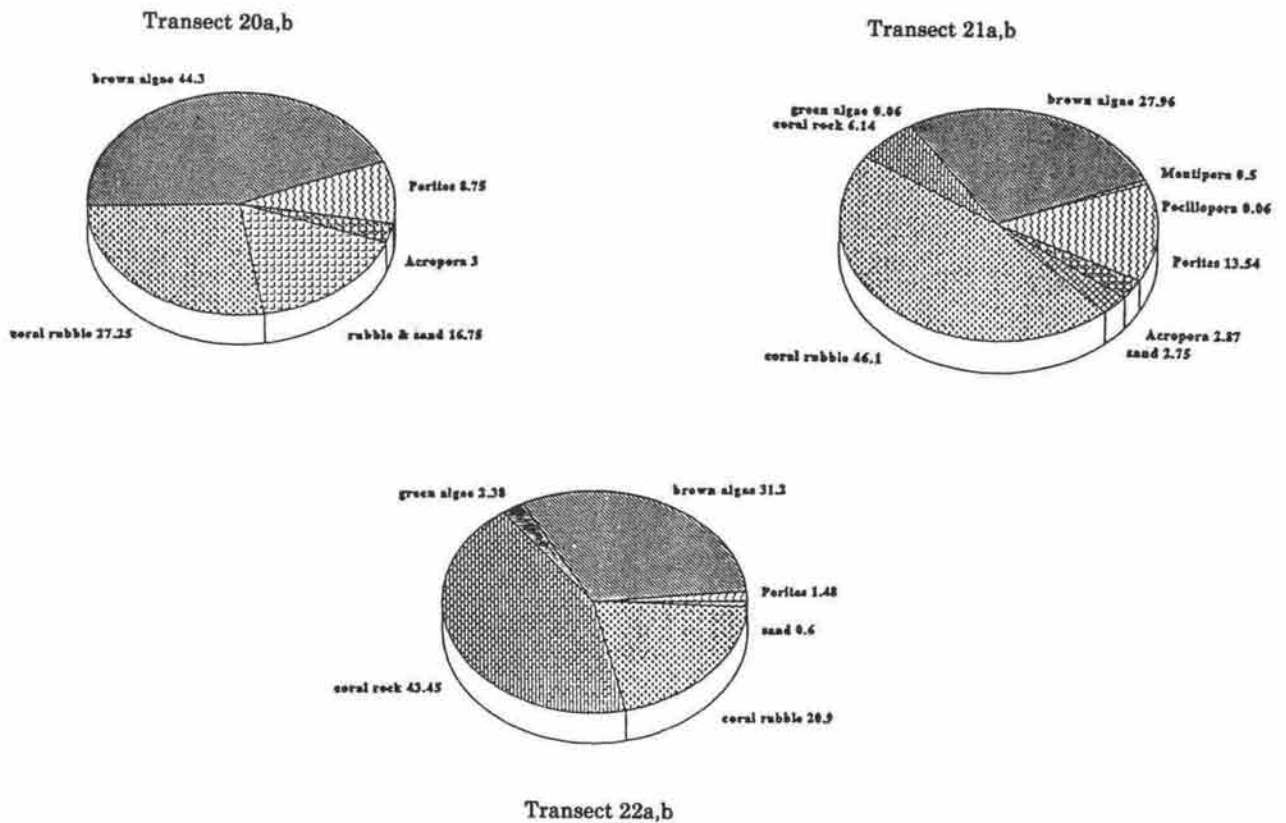 Transect 20a,b
brown algae 44.3
Porites 8.75
Acropora 3
rubble & sand 16.75
coral rubble 27.25
Transect 21a,b
green algae 0.06
coral rock 6.14
brown algae 27.96
Montipora 0.5
Pocillopora 0.06
Porites 13.54
Acropora 2.87
sand 2.75
coral rubble 46.1
green algae 2.38
brown algae 31.2
Porites 1.48
sand 0.6
coral rubble 20.9
coral rock 43.45
Transect 22a,b